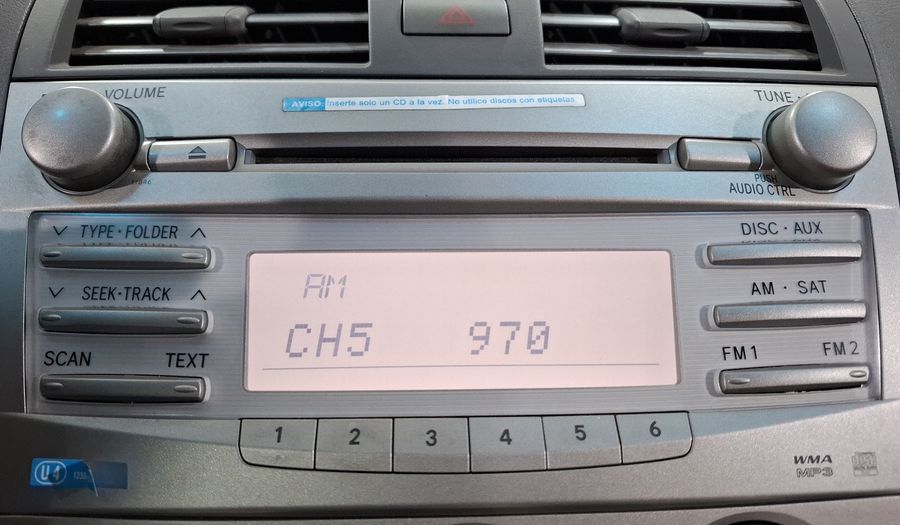 VOLUME
AVISO: Inserte solo un CD a la vez. No utilice discos con etiquetas
TUNE ·
PUSH
AUDIO CTRL
TYPE · FOLDER
SEEK · TRACK
SCAN TEXT
AM
CH5 970
DISC · AUX
AM · SAT
FM1 FM2
1 2 3 4 5 6
U4
WMA
MP3